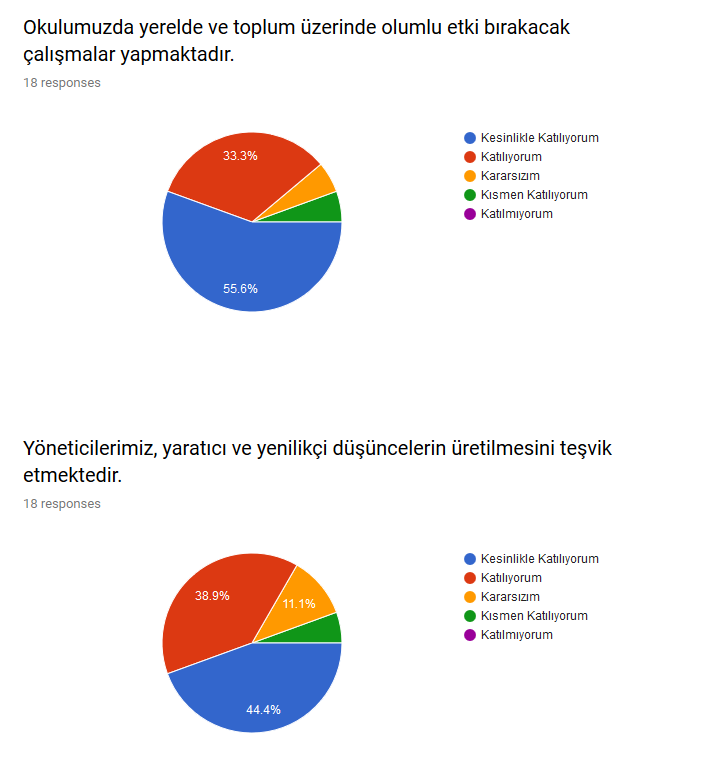 Okulumuzda yerelde ve toplum üzerinde olumlu etki bırakacak
çalışmalar yapmaktadır.
18 responses
33.3%
55.6%
Kesinlikle Katılıyorum
Katılıyorum
Kararsızım
Kısmen Katılıyorum
Katılmıyorum
Yöneticilerimiz, yaratıcı ve yenilikçi düşüncelerin üretilmesini teşvik
etmektedir.
18 responses
38.9%
11.1%
44.4%
Kesinlikle Katılıyorum
Katılıyorum
Kararsızım
Kısmen Katılıyorum
Katılmıyorum